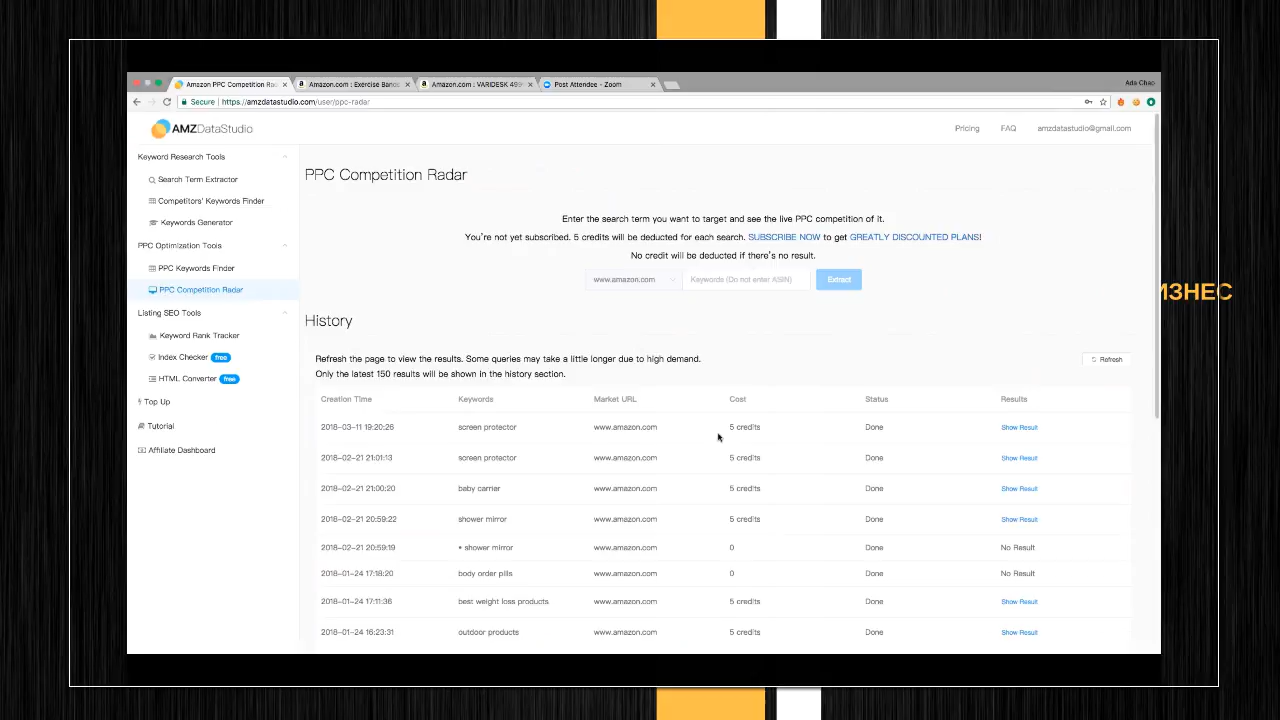 Amazon PPC Competition Rad
Amazon.com : Exercise Bands
Amazon.com : VARIDESK 4990
Post Attendee - Zoom
Ada Chao
Secure | https://amzdatastudio.com/user/ppc-radar
AMZDataStudio
Pricing
FAQ
amzdatastudio@gmail.com
Keyword Research Tools
Search Term Extractor
Competitors' Keywords Finder
Keywords Generator
PPC Optimization Tools
PPC Keywords Finder
PPC Competition Radar
Listing SEO Tools
Keyword Rank Tracker
Index Checker free
HTML Converter free
Top Up
Tutorial
Affiliate Dashboard
PPC Competition Radar
Enter the search term you want to target and see the live PPC competition of it.
You're not yet subscribed. 5 credits will be deducted for each search. SUBSCRIBE NOW to get GREATLY DISCOUNTED PLANS!
No credit will be deducted if there's no result.
www.amazon.com
Keywords (Do not enter ASIN)
Extract
ИЗНЕС
History
Refresh the page to view the results. Some queries may take a little longer due to high demand.
Only the latest 150 results will be shown in the history section.
Refresh
Creation Time Keywords Market URL Cost Status Results
2018-03-11 19:20:26 screen protector www.amazon.com 5 credits Done Show Result
2018-02-21 21:01:13 screen protector www.amazon.com 5 credits Done Show Result
2018-02-21 21:00:20 baby carrier www.amazon.com 5 credits Done Show Result
2018-02-21 20:59:22 shower mirror www.amazon.com 5 credits Done Show Result
2018-02-21 20:59:19 • shower mirror www.amazon.com 0 Done No Result
2018-01-24 17:18:20 body order pills www.amazon.com 0 Done No Result
2018-01-24 17:11:36 best weight loss products www.amazon.com 5 credits Done Show Result
2018-01-24 16:23:31 outdoor products www.amazon.com 5 credits Done Show Result